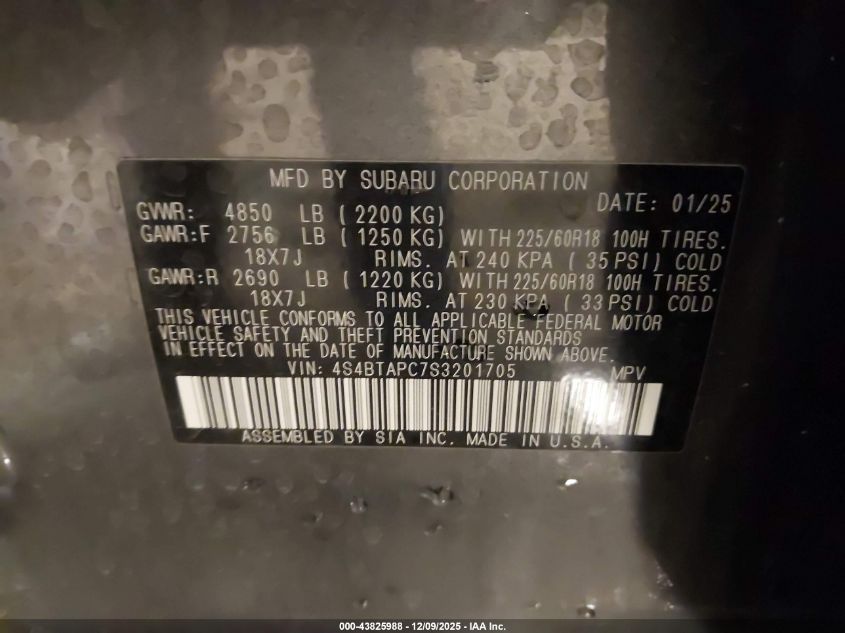 MFD BY SUBARU CORPORATION
DATE: 01/25
GVWR: 4850 LB ( 2200 KG)
GAWR:F 2756 LB ( 1250 KG) WITH 225/60R18 100H TIRES.
18X7J RIMS. AT 240 KPA ( 35 PSI) COLD
GAWR:R 2690 LB ( 1220 KG) WITH 225/60R18 100H TIRES.
18X7J RIMS. AT 230 KPA ( 33 PSI) COLD
THIS VEHICLE CONFORMS TO ALL APPLICABLE FEDERAL MOTOR
VEHICLE SAFETY AND THEFT PREVENTION STANDARDS
IN EFFECT ON THE DATE OF MANUFACTURE SHOWN ABOVE.
VIN: 4S4BTAPC7S3201705 MPV
ASSEMBLED BY SIA INC. MADE IN U.S.A.
000-43825988 - 12/09/2025 - IAA Inc.